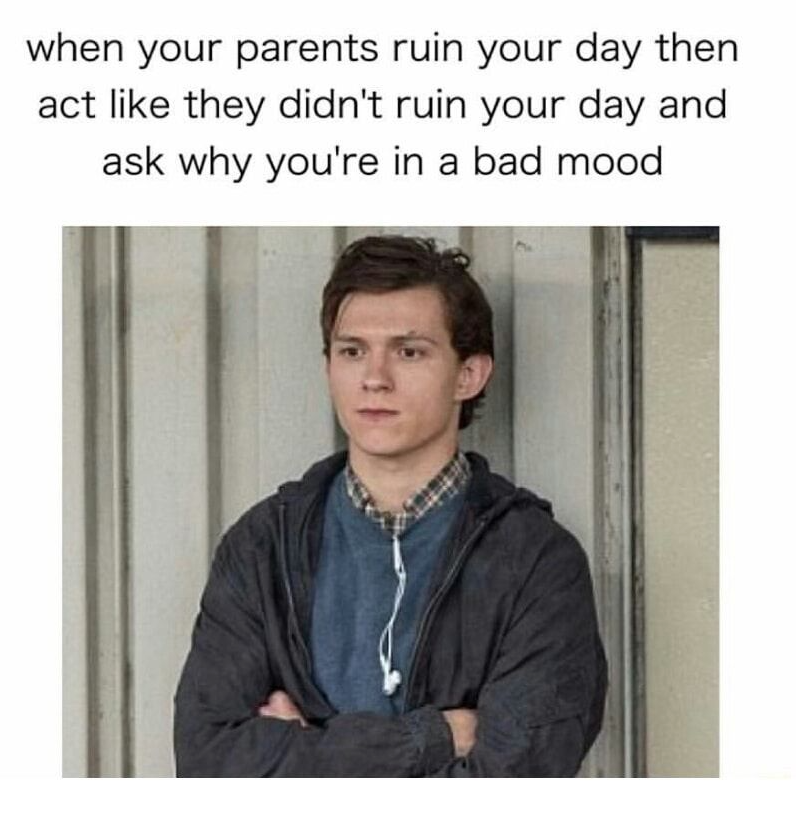 when your parents ruin your day then
act like they didn't ruin your day and
ask why you're in a bad mood